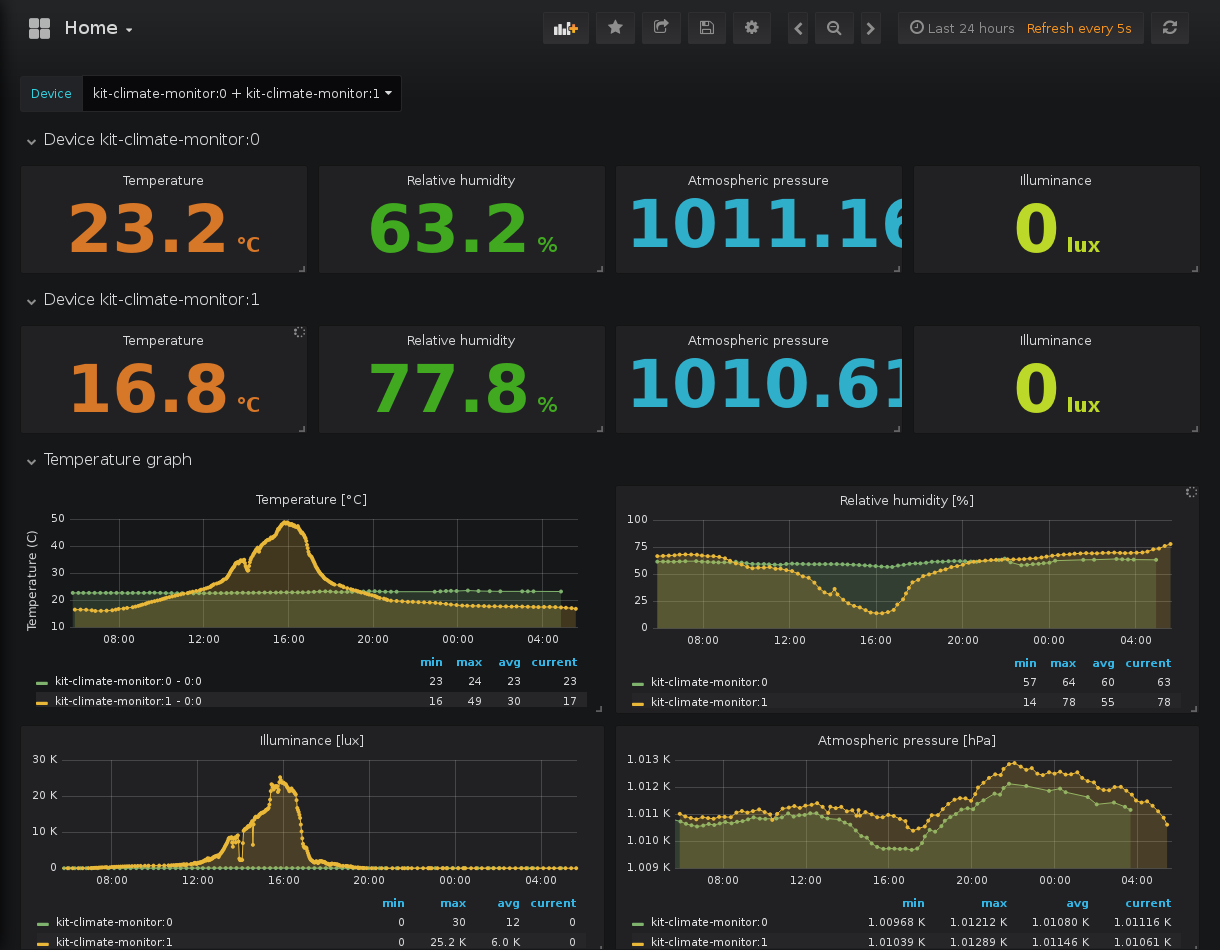 Home
Last 24 hours Refresh every 5s
Device kit-climate-monitor:0 + kit-climate-monitor:1
Device kit-climate-monitor:0
Temperature Relative humidity Atmospheric pressure Illuminance
23.2 °C 63.2 % 1011.16 0 lux
Device kit-climate-monitor:1
Temperature Relative humidity Atmospheric pressure Illuminance
16.8 °C 77.8 % 1010.61 0 lux
Temperature graph
Temperature [°C]
Temperature (C)
50
40
30
20
10
08:00 12:00 16:00 20:00 00:00 04:00
min max avg current
kit-climate-monitor:0 - 0:0 23 24 23 23
kit-climate-monitor:1 - 0:0 16 49 30 17
Relative humidity [%]
100
75
50
25
0
08:00 12:00 16:00 20:00 00:00 04:00
min max avg current
kit-climate-monitor:0 57 64 60 63
kit-climate-monitor:1 14 78 55 78
Illuminance [lux]
30 K
20 K
10 K
0
08:00 12:00 16:00 20:00 00:00 04:00
min max avg current
kit-climate-monitor:0 0 30 12 0
kit-climate-monitor:1 0 25.2 K 6.0 K 0
Atmospheric pressure [hPa]
1.013 K
1.012 K
1.011 K
1.010 K
1.009 K
08:00 12:00 16:00 20:00 00:00 04:00
min max avg current
kit-climate-monitor:0 1.00968 K 1.01212 K 1.01080 K 1.01116 K
kit-climate-monitor:1 1.01039 K 1.01289 K 1.01146 K 1.01061 K